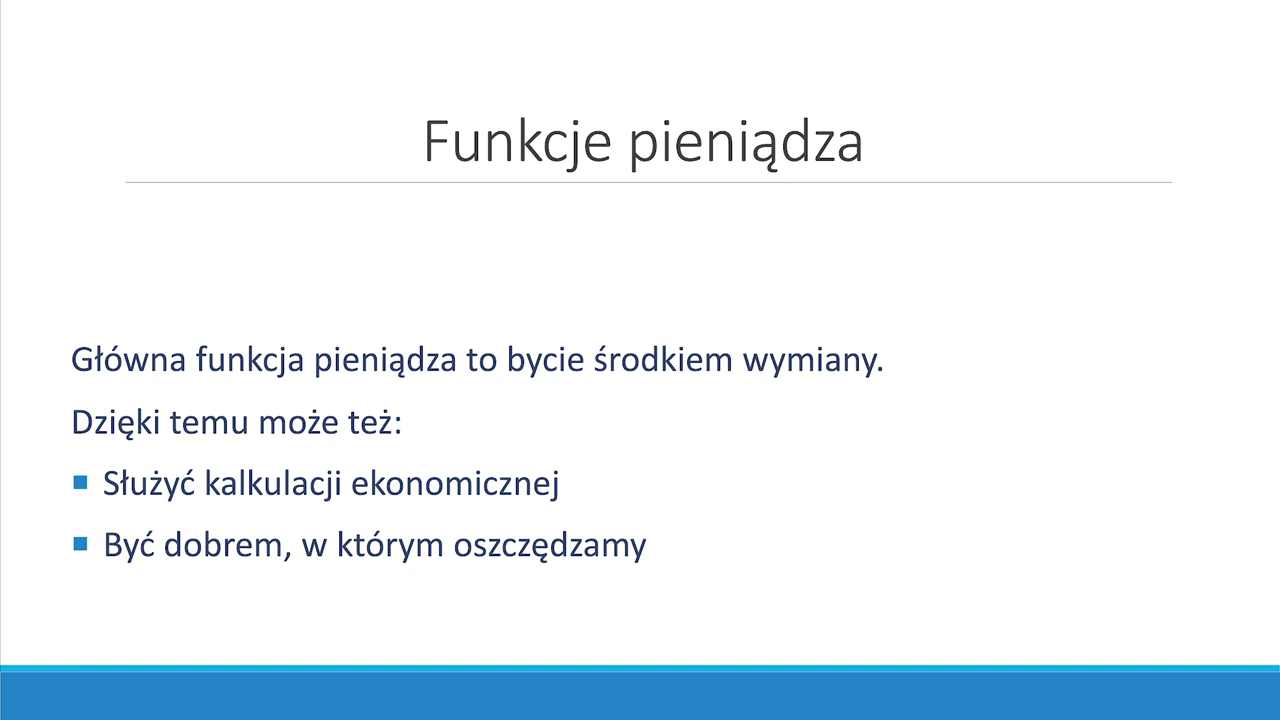 Funkcje pieniądza
Główna funkcja pieniądza to bycie środkiem wymiany.
Dzięki temu może też:
▪ Służyć kalkulacji ekonomicznej
▪ Być dobrem, w którym oszczędzamy